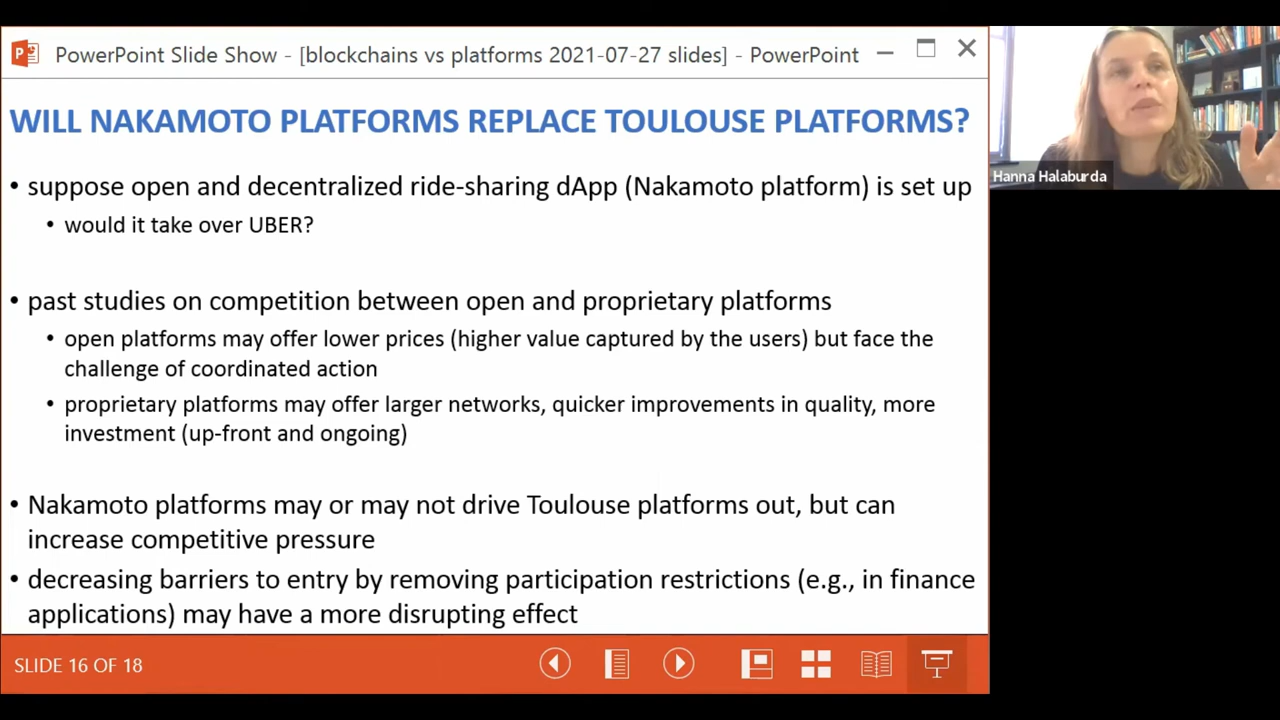 PowerPoint Slide Show - [blockchains vs platforms 2021-07-27 slides] - PowerPoint
WILL NAKAMOTO PLATFORMS REPLACE TOULOUSE PLATFORMS?
• suppose open and decentralized ride-sharing dApp (Nakamoto platform) is set up
• would it take over UBER?
• past studies on competition between open and proprietary platforms
• open platforms may offer lower prices (higher value captured by the users) but face the
challenge of coordinated action
• proprietary platforms may offer larger networks, quicker improvements in quality, more
investment (up-front and ongoing)
• Nakamoto platforms may or may not drive Toulouse platforms out, but can
increase competitive pressure
• decreasing barriers to entry by removing participation restrictions (e.g., in finance
applications) may have a more disrupting effect
SLIDE 16 OF 18
Hanna Halaburda